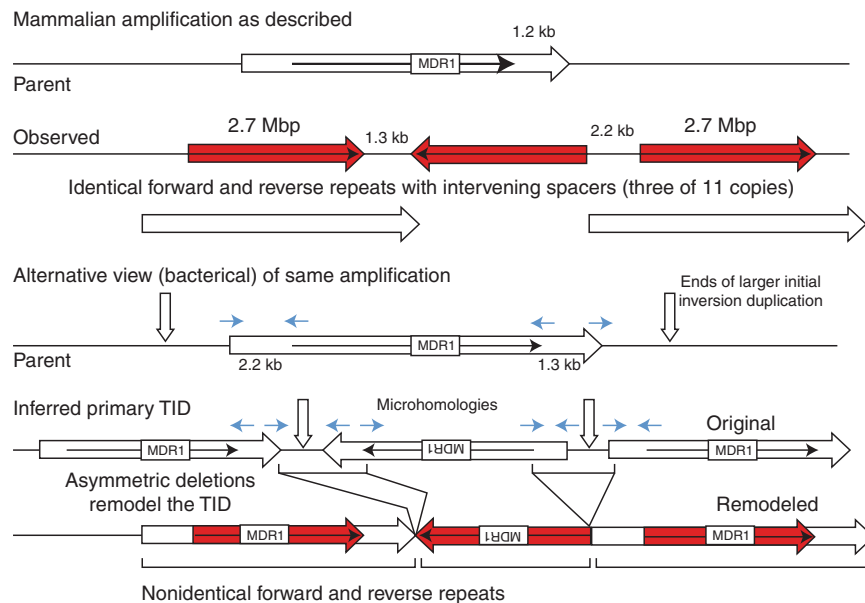 Mammalian amplification as described
1.2 kb
MDR1
Parent
Observed
2.7 Mbp
1.3 kb
2.2 kb
2.7 Mbp
Identical forward and reverse repeats with intervening spacers (three of 11 copies)
Alternative view (bacterical) of same amplification
Ends of larger initial
inversion duplication
MDR1
Parent
2.2 kb
1.3 kb
Inferred primary TID
Microhomologies
Original
MDR1
MDR1
MDR1
Asymmetric deletions
remodel the TID
Remodeled
MDR1
MDR1
MDR1
Nonidentical forward and reverse repeats